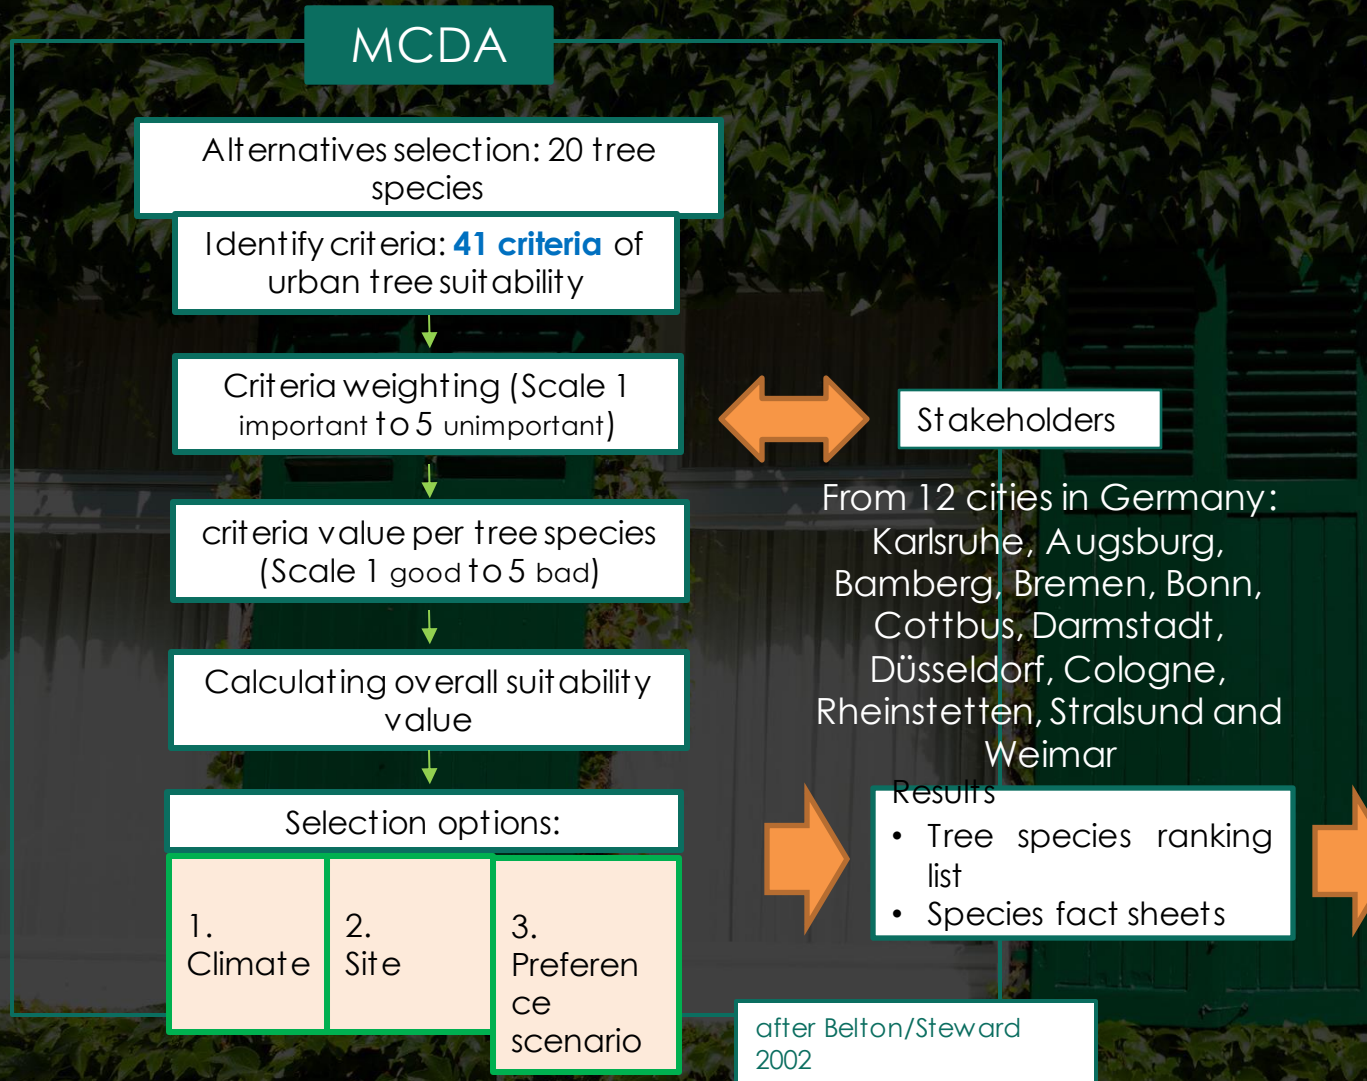 MCDA
Alternatives selection: 20 tree
species
Identify criteria: 41 criteria of
urban tree suitability
Criteria weighting (Scale 1
important to 5 unimportant)
criteria value per tree species
(Scale 1 good to 5 bad)
Calculating overall suitability
value
Selection options:
1.
Climate
2.
Site
3.
Preferen
ce
scenario
Stakeholders
From 12 cities in Germany:
Karlsruhe, Augsburg,
Bamberg, Bremen, Bonn,
Cottbus, Darmstadt,
Düsseldorf, Cologne,
Rheinstetten, Stralsund and
Weimar
Results
• Tree species ranking
list
• Species fact sheets
after Belton/Steward
2002